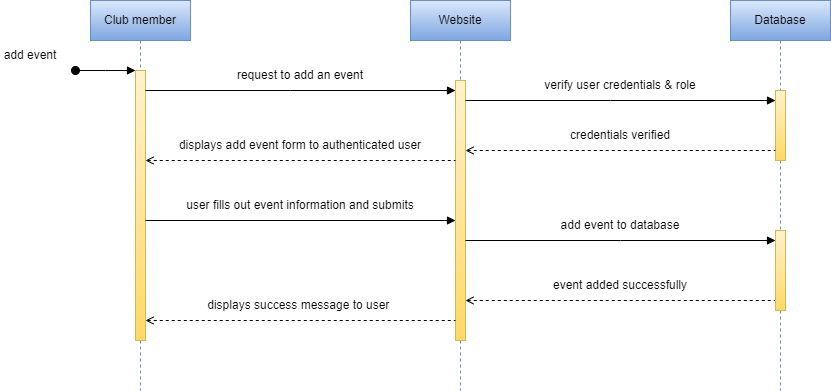 Club member
Website
Database
add event
request to add an event
verify user credentials & role
credentials verified
displays add event form to authenticated user
user fills out event information and submits
add event to database
event added successfully
displays success message to user